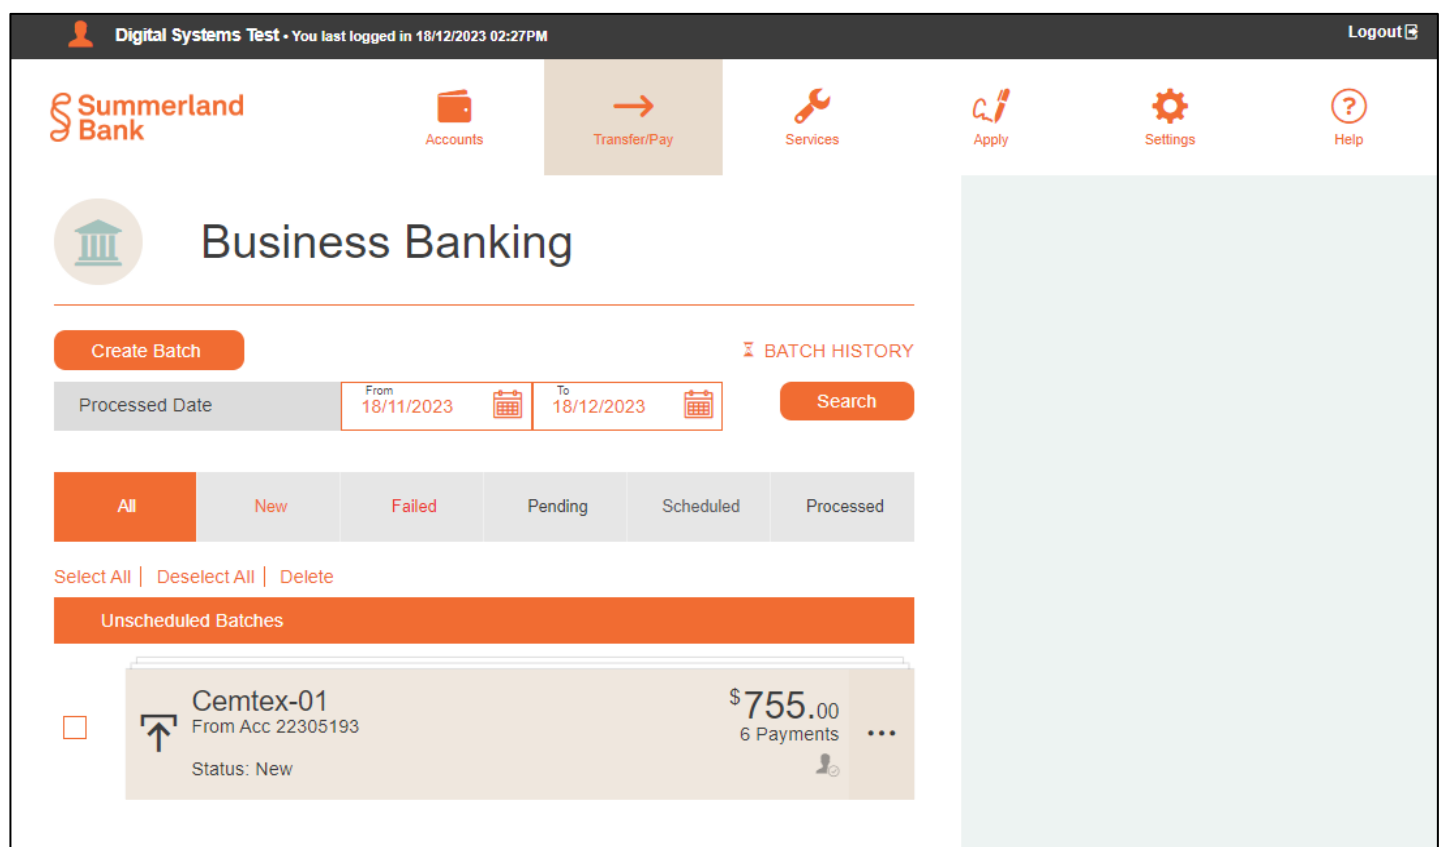 Digital Systems Test • You last logged in 18/12/2023 02:27PM
Logout
Summerland
Bank
Accounts
Transfer/Pay
Services
Apply
Settings
?
Help
Business Banking
Create Batch
BATCH HISTORY
Processed Date
From
18/11/2023
To
18/12/2023
Search
All
New
Failed
Pending
Scheduled
Processed
Select All | Deselect All | Delete
Unscheduled Batches
Cemtex-01
$755.00
From Acc 22305193
6 Payments
•••
Status: New